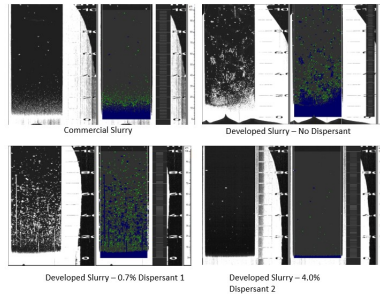 Commercial Slurry
Developed Slurry – No Dispersant
Developed Slurry – 0.7% Dispersant 1
Developed Slurry – 4.0%
Dispersant 2